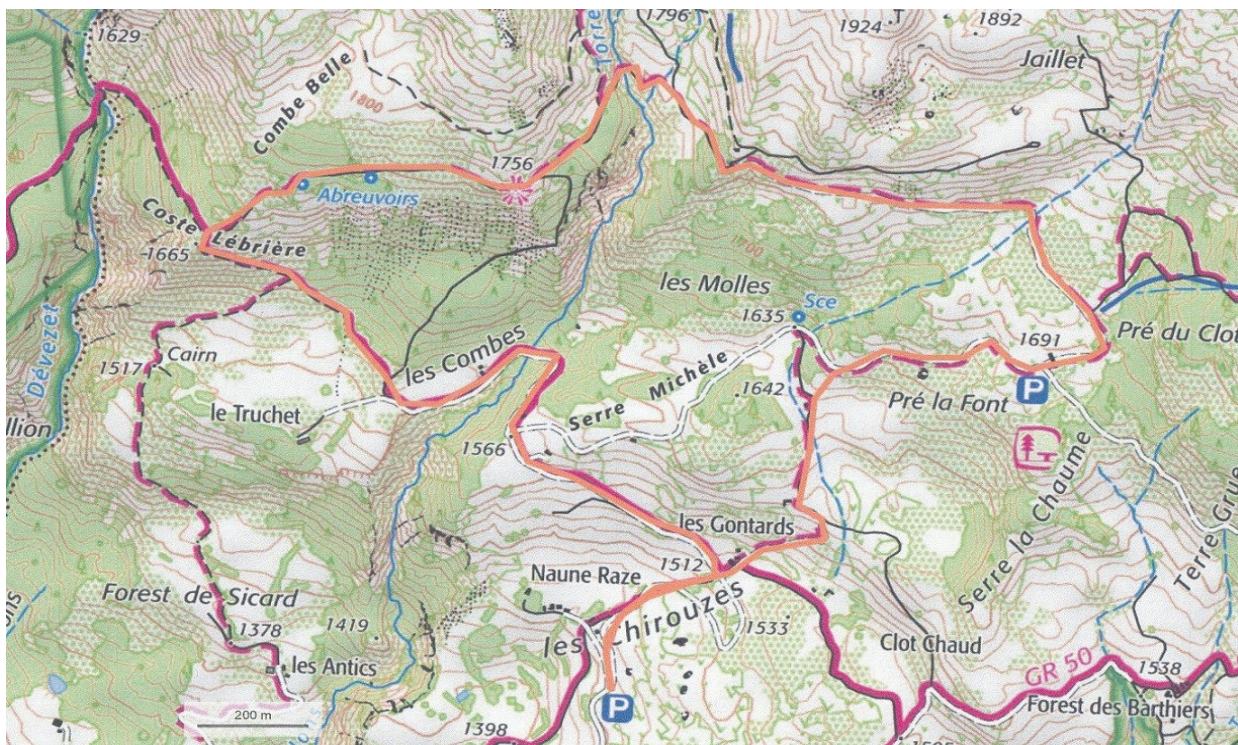 1629
1796
1924
1892
Jaillet
Combe Belle
1800
1756
Abreuvoirs
Coste Lébrière
1665
les Molles
Sce
1635
Pré du Clot
1691
P
Pré la Font
1642
Serre Michèle
les Combes
Cairn
1517
le Truchet
Dévezet
1566
les Gontards
1512
Naune Raze
les Chirouzes
1533
Serre la Chaume
Terre Grue
Forest de Sicard
1378
1419
les Antics
Clot Chaud
GR 50
1538
Forest des Barthiers
P
1398
200 m